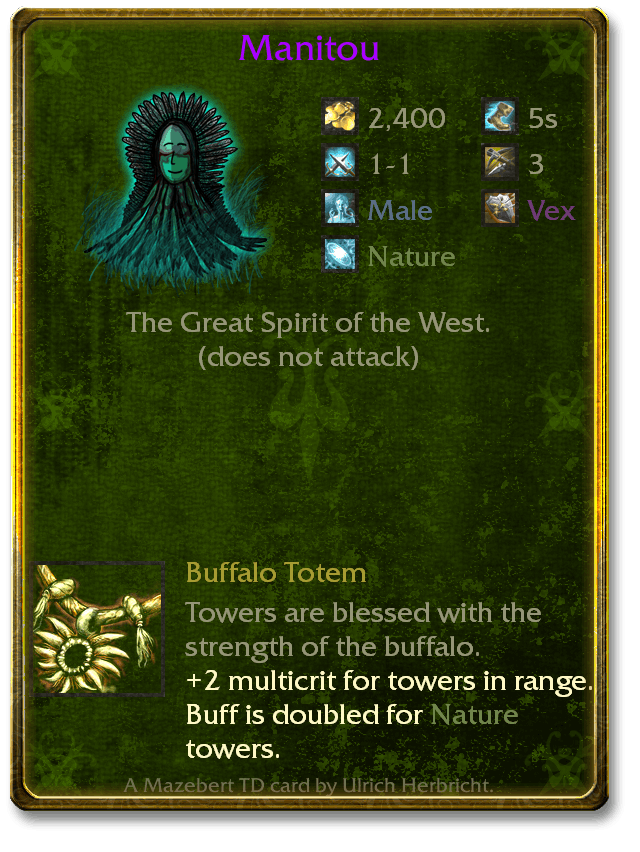 Manitou
2,400 5s
1-1 3
Male Vex
Nature
The Great Spirit of the West.
(does not attack)
Buffalo Totem
Towers are blessed with the
strength of the buffalo.
+2 multicrit for towers in range.
Buff is doubled for Nature
towers.
A Mazebert TD card by Ulrich Herbricht.